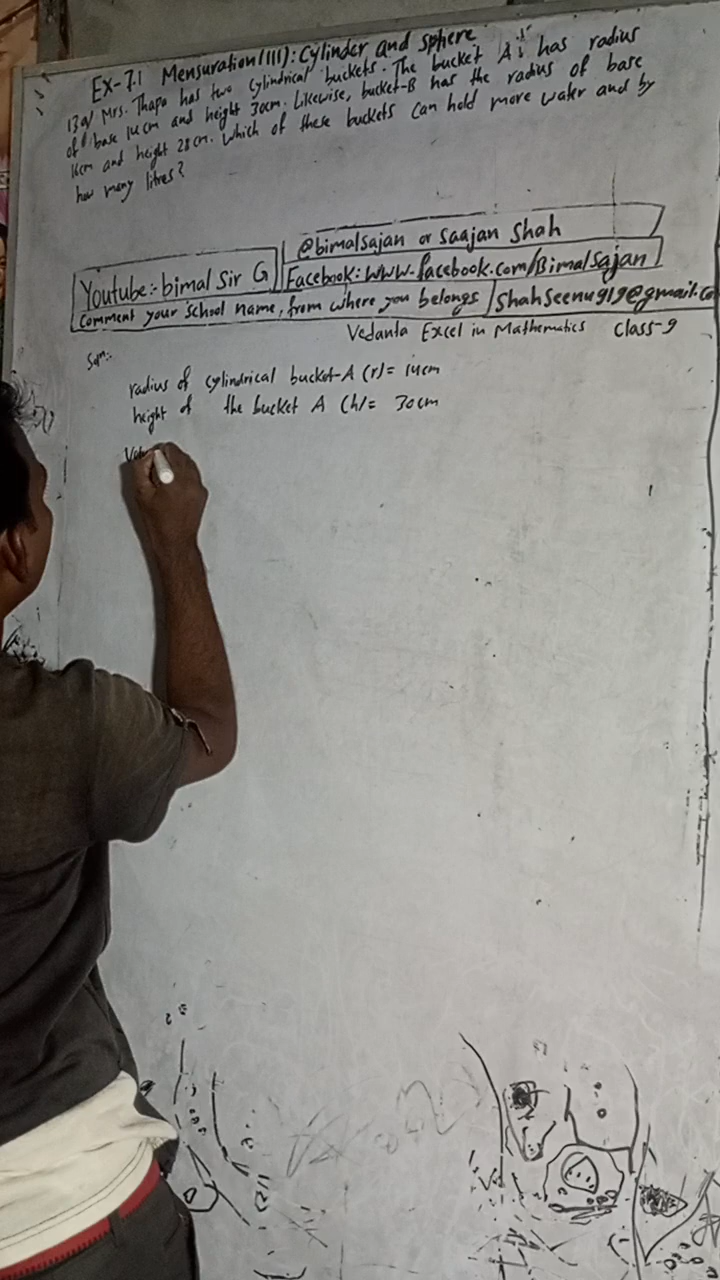 Ex-7.1 Mensuration(III): Cylinder and sphere
13a) Mrs. Thapa has two cylindrical buckets. The bucket A is has radius
of base 14cm and height 30cm. Likewise, bucket-B has the radius of base
16cm and height 28cm. Which of these buckets can hold more water and by
how many litres?
Youtube:- bimal Sir G
@bimalsajan or Saajan Shah
Facebook: www.facebook.com/Bimalsajan
Comment your school name, from where you belongs
Shahseenu919@gmail.co
Vedanta Excel in Mathematics Class-9
Soln:-
radius of cylindrical bucket-A (r)= 14cm
height of the bucket A (h)= 30cm